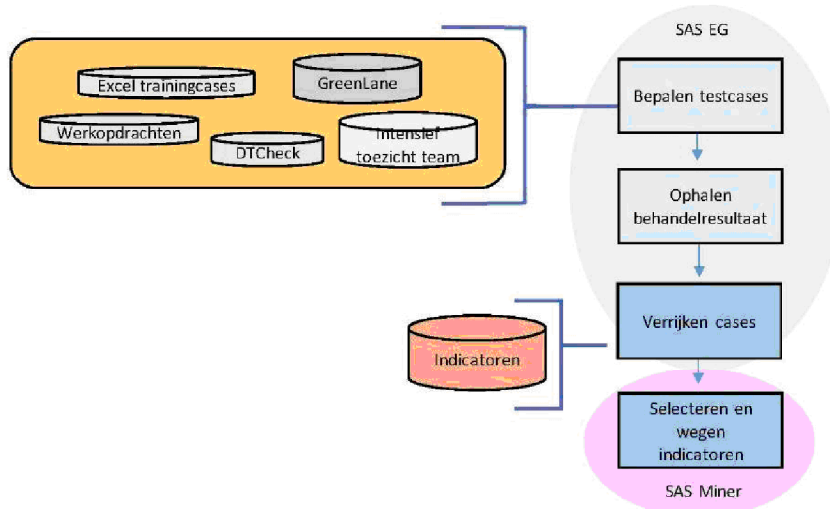 SAS EG
Excel trainingcases
GreenLane
Werkopdrachten
DTCheck
Intensief
toezicht team
Bepalen testcases
Ophalen
behandelresultaat
Verrijken cases
Indicatoren
Selecteren en
wegen
indicatoren
SAS Miner